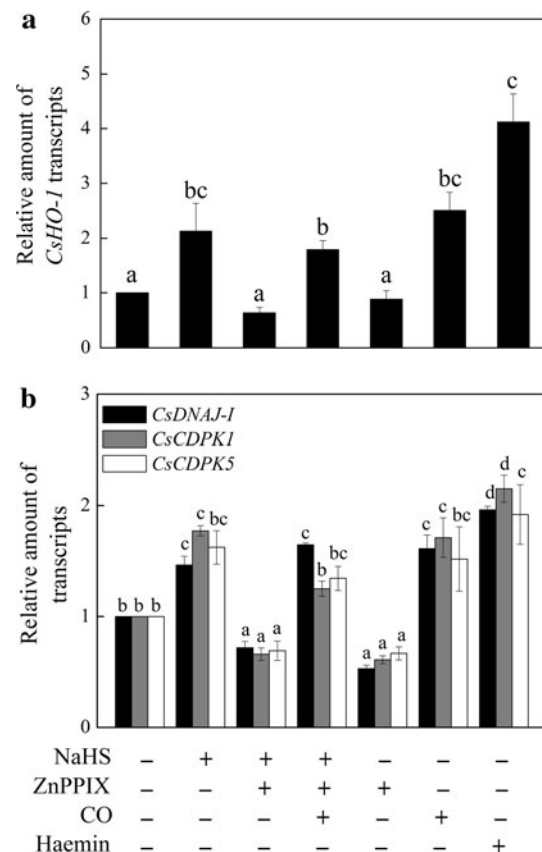 a
Relative amount of
CsHO-1 transcripts
6
5
4
3
2
1
0
a
bc
a
b
a
bc
c
b
Relative amount of
transcripts
3
2
1
0
CsDNAJ-I
CsCDPK1
CsCDPK5
b b b
c c bc
a a a
c b bc
a a a
c c bc
d d c
NaHS – + + + – – –
ZnPPIX – – + + + – –
CO – – – + – + –
Haemin – – – – – – +